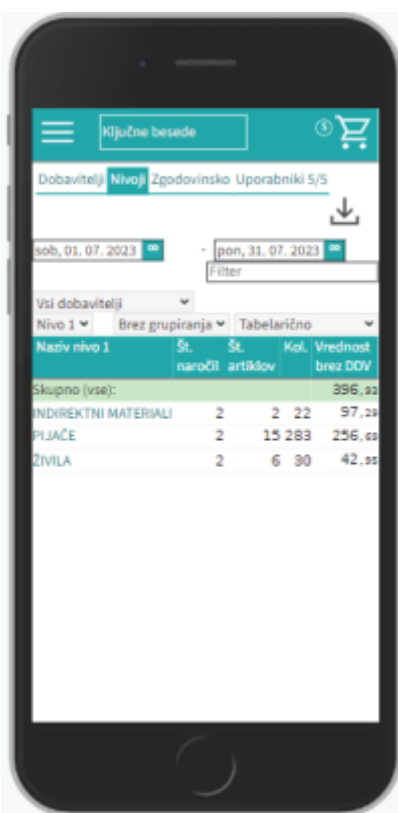 Ključne besede
5
Dobavitelji Nivoji Zgodovinsko Uporabniki S/S
sob, 01. 07. 2023 - pon, 31. 07. 2023
Filter
Vsi dobavitelji
Nivo 1 Brez grupiranja Tabelarično
Naziv nivo 1 Št. naročil Št. artiklov Kol. Vrednost brez DDV
Skupno (vse): 396,93
INDIREKTNI MATERIALI 2 2 22 97,29
PIJAČE 2 15 283 256,69
ŽIVILA 2 6 30 42,95